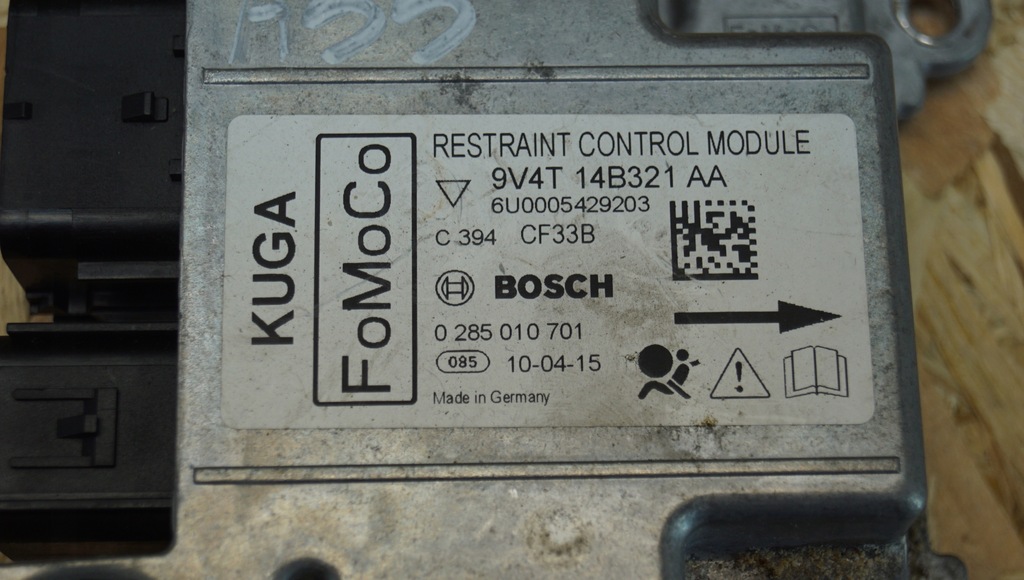 A55
KUGA
FoMoCo
RESTRAINT CONTROL MODULE
9V4T 14B321 AA
6U0005429203
C 394 CF33B
BOSCH
0 285 010 701
085 10-04-15
Made in Germany